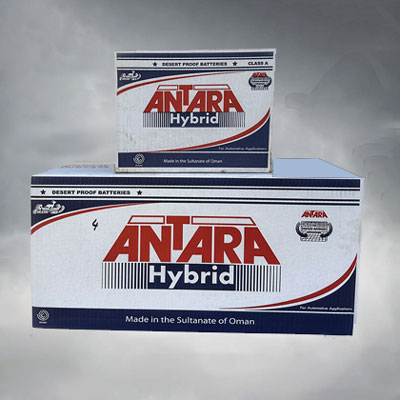 ★ DESERT PROOF BATTERIES ★ CLASS A
ANTARA
ANTARA
Hybrid
For Automotive Applications
Made in the Sultanate of Oman
★ DESERT PROOF BATTERIES ★
4
ANTARA
ANTARA
Hybrid
For Automotive Applications
Made in the Sultanate of Oman